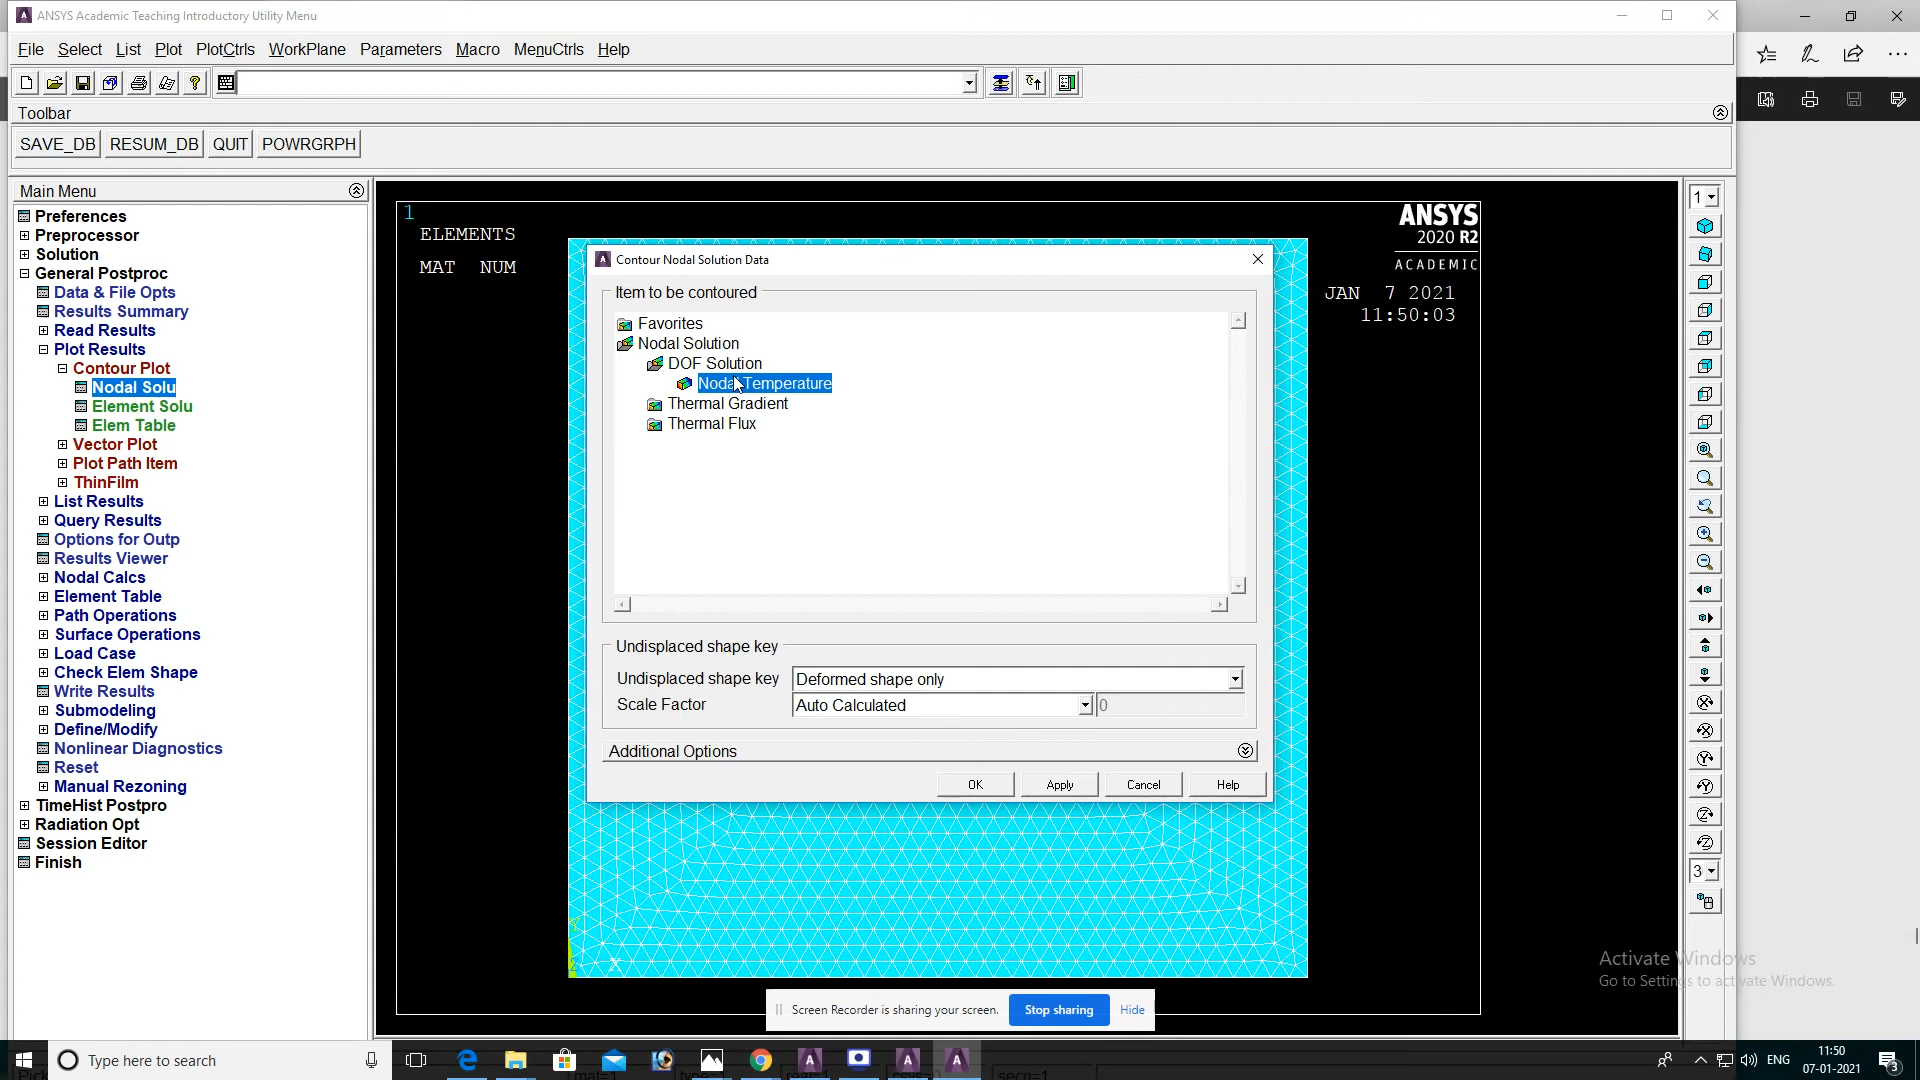 ANSYS Academic Teaching Introductory Utility Menu
File Select List Plot PlotCtrls WorkPlane Parameters Macro MenuCtrls Help
Toolbar
SAVE_DB RESUM_DB QUIT POWRGRPH
Main Menu
Preferences
Preprocessor
Solution
General Postproc
Data & File Opts
Results Summary
Read Results
Plot Results
Contour Plot
Nodal Solu
Element Solu
Elem Table
Vector Plot
Plot Path Item
ThinFilm
List Results
Query Results
Options for Outp
Results Viewer
Nodal Calcs
Element Table
Path Operations
Surface Operations
Load Case
Check Elem Shape
Write Results
Submodeling
Define/Modify
Nonlinear Diagnostics
Reset
Manual Rezoning
TimeHist Postpro
Radiation Opt
Session Editor
Finish
1
ELEMENTS
MAT NUM
ANSYS
2020 R2
ACADEMIC
JAN 7 2021
11:50:03
Contour Nodal Solution Data
Item to be contoured
Favorites
Nodal Solution
DOF Solution
Nodal Temperature
Thermal Gradient
Thermal Flux
Undisplaced shape key
Undisplaced shape key Deformed shape only
Scale Factor Auto Calculated 0
Additional Options
OK Apply Cancel Help
Y
Z X
1
3
Activate Windows
Go to Settings to activate Windows.
Screen Recorder is sharing your screen. Stop sharing Hide
Type here to search
ENG
11:50
07-01-2021
3